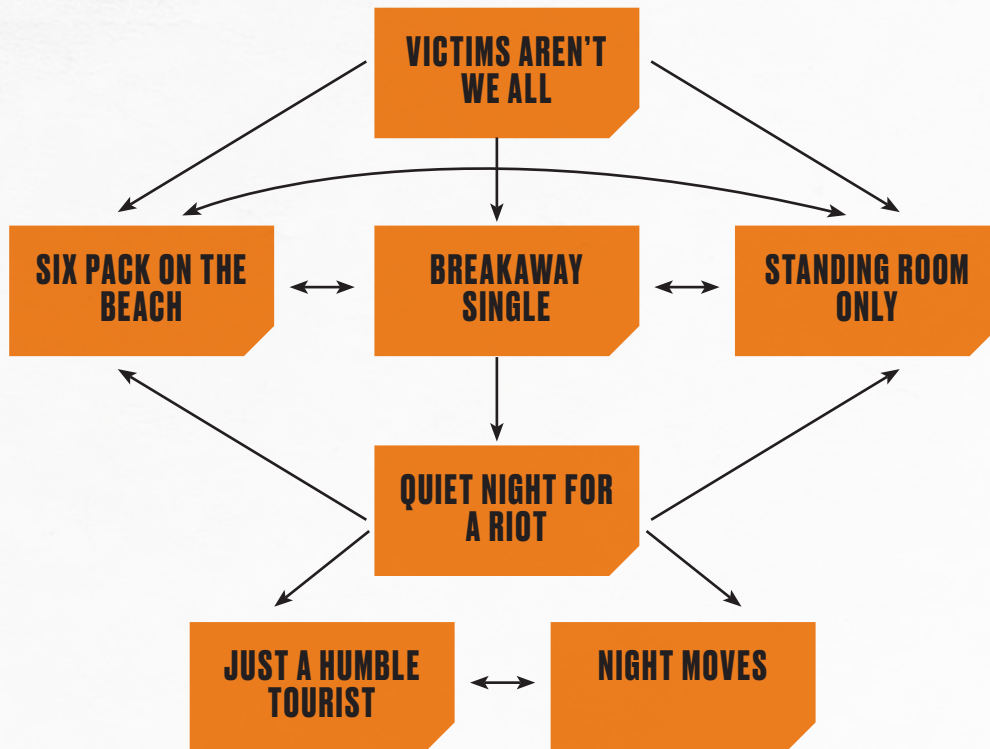 VICTIMS AREN'T
WE ALL
SIX PACK ON THE
BEACH
BREAKAWAY
SINGLE
STANDING ROOM
ONLY
QUIET NIGHT FOR
A RIOT
JUST A HUMBLE
TOURIST
NIGHT MOVES